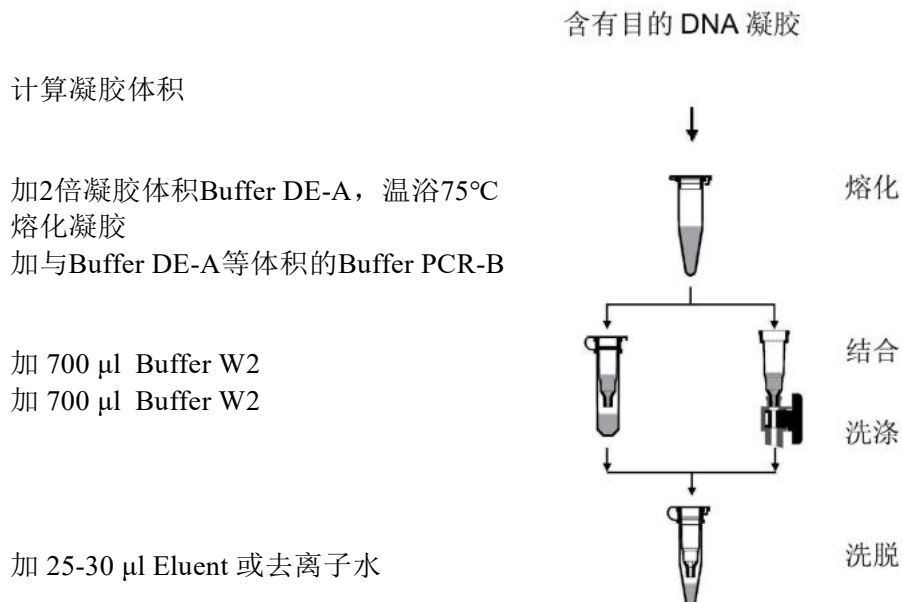 含有目的 DNA 凝胶
计算凝胶体积
加2倍凝胶体积Buffer DE-A，温浴75℃
熔化凝胶
加与Buffer DE-A等体积的Buffer PCR-B
熔化
加 700 μl Buffer W2
加 700 μl Buffer W2
结合
洗涤
加 25-30 μl Eluent 或去离子水
洗脱